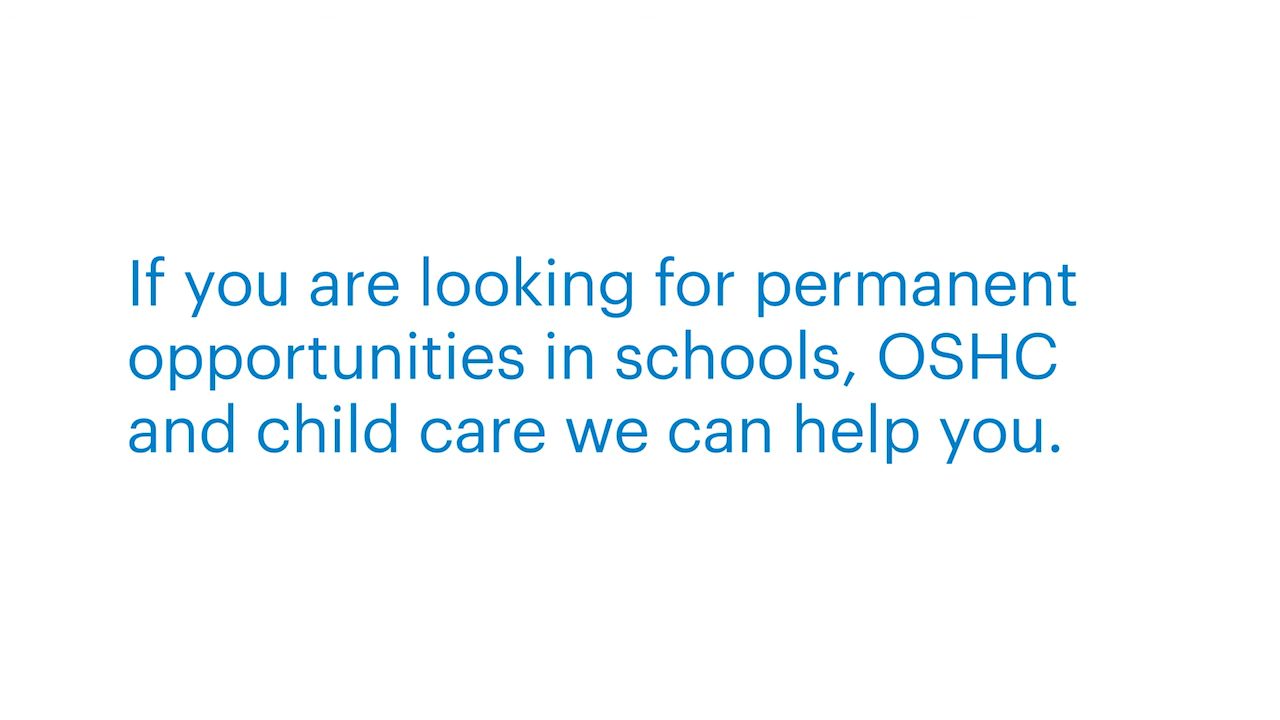 If you are looking for permanent
opportunities in schools, OSHC
and child care we can help you.